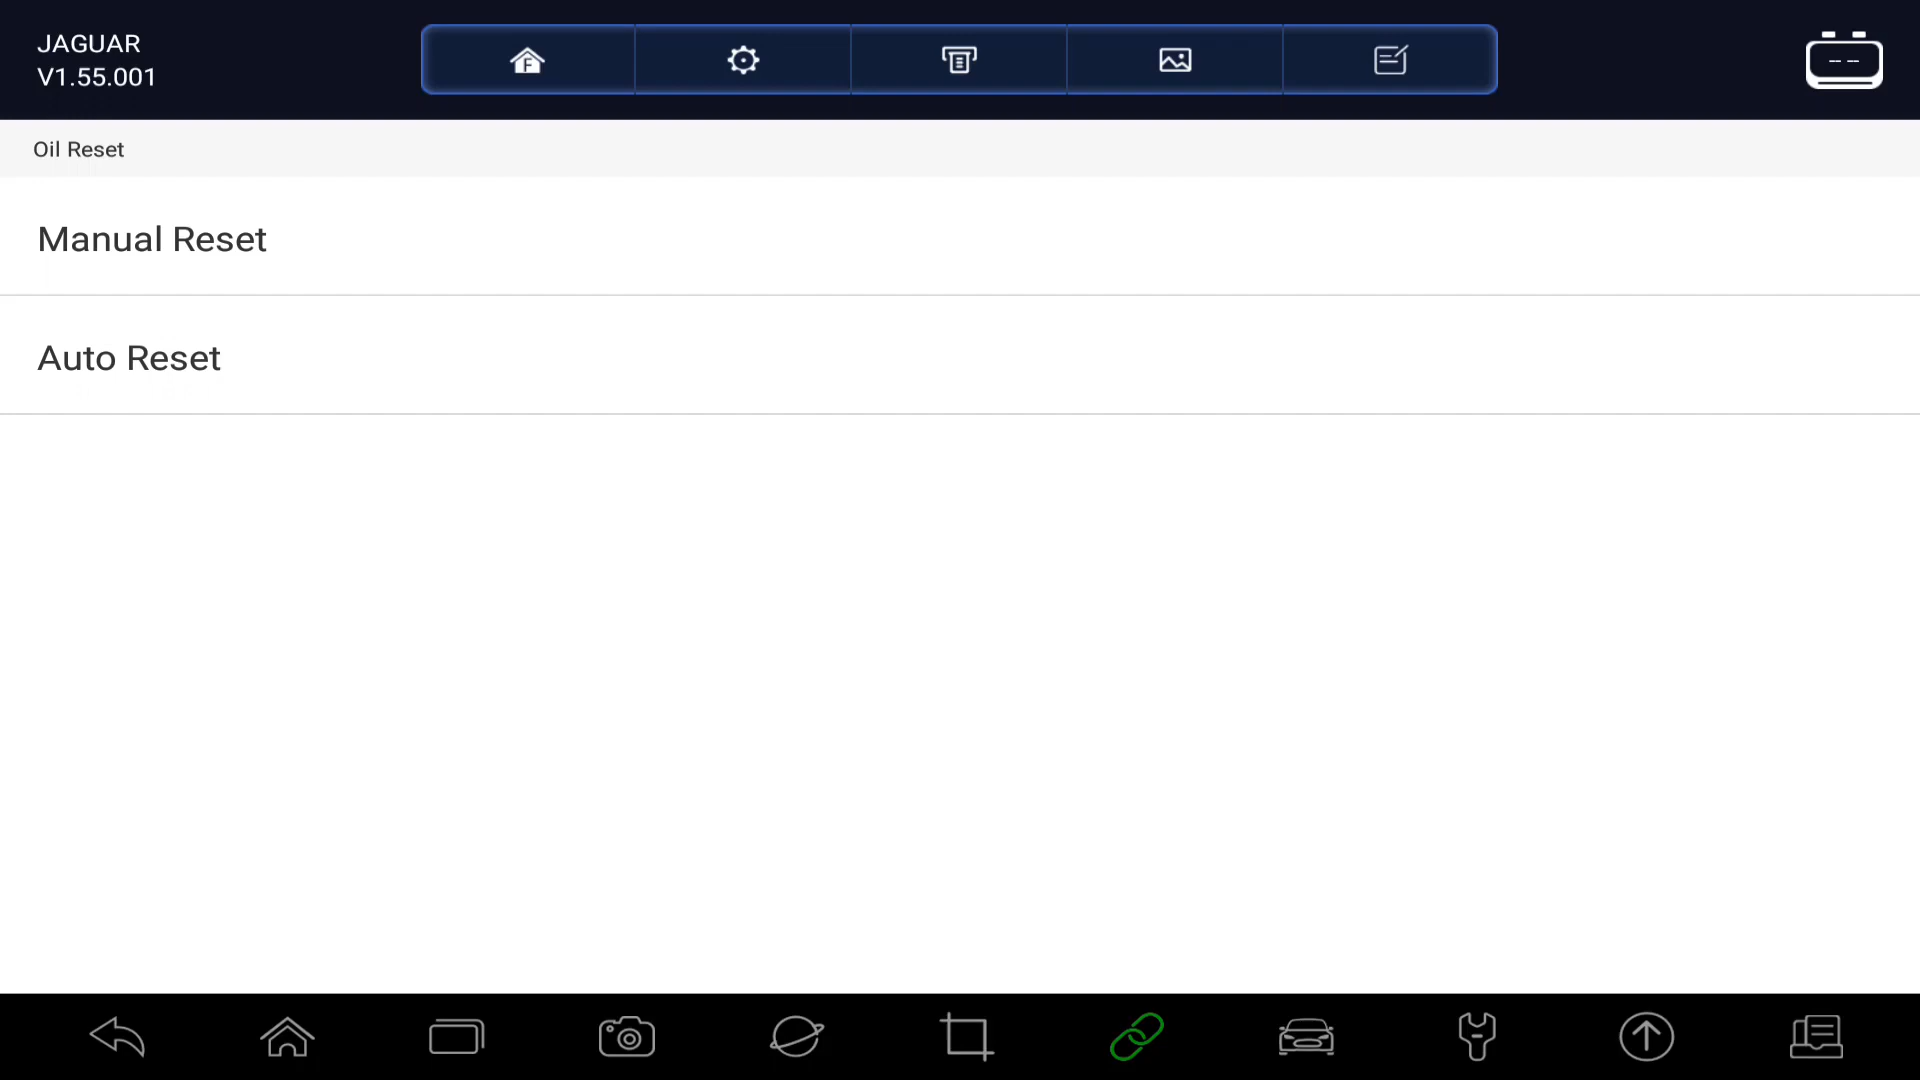 JAGUAR
V1.55.001
F
-- --
Oil Reset
Manual Reset
Auto Reset